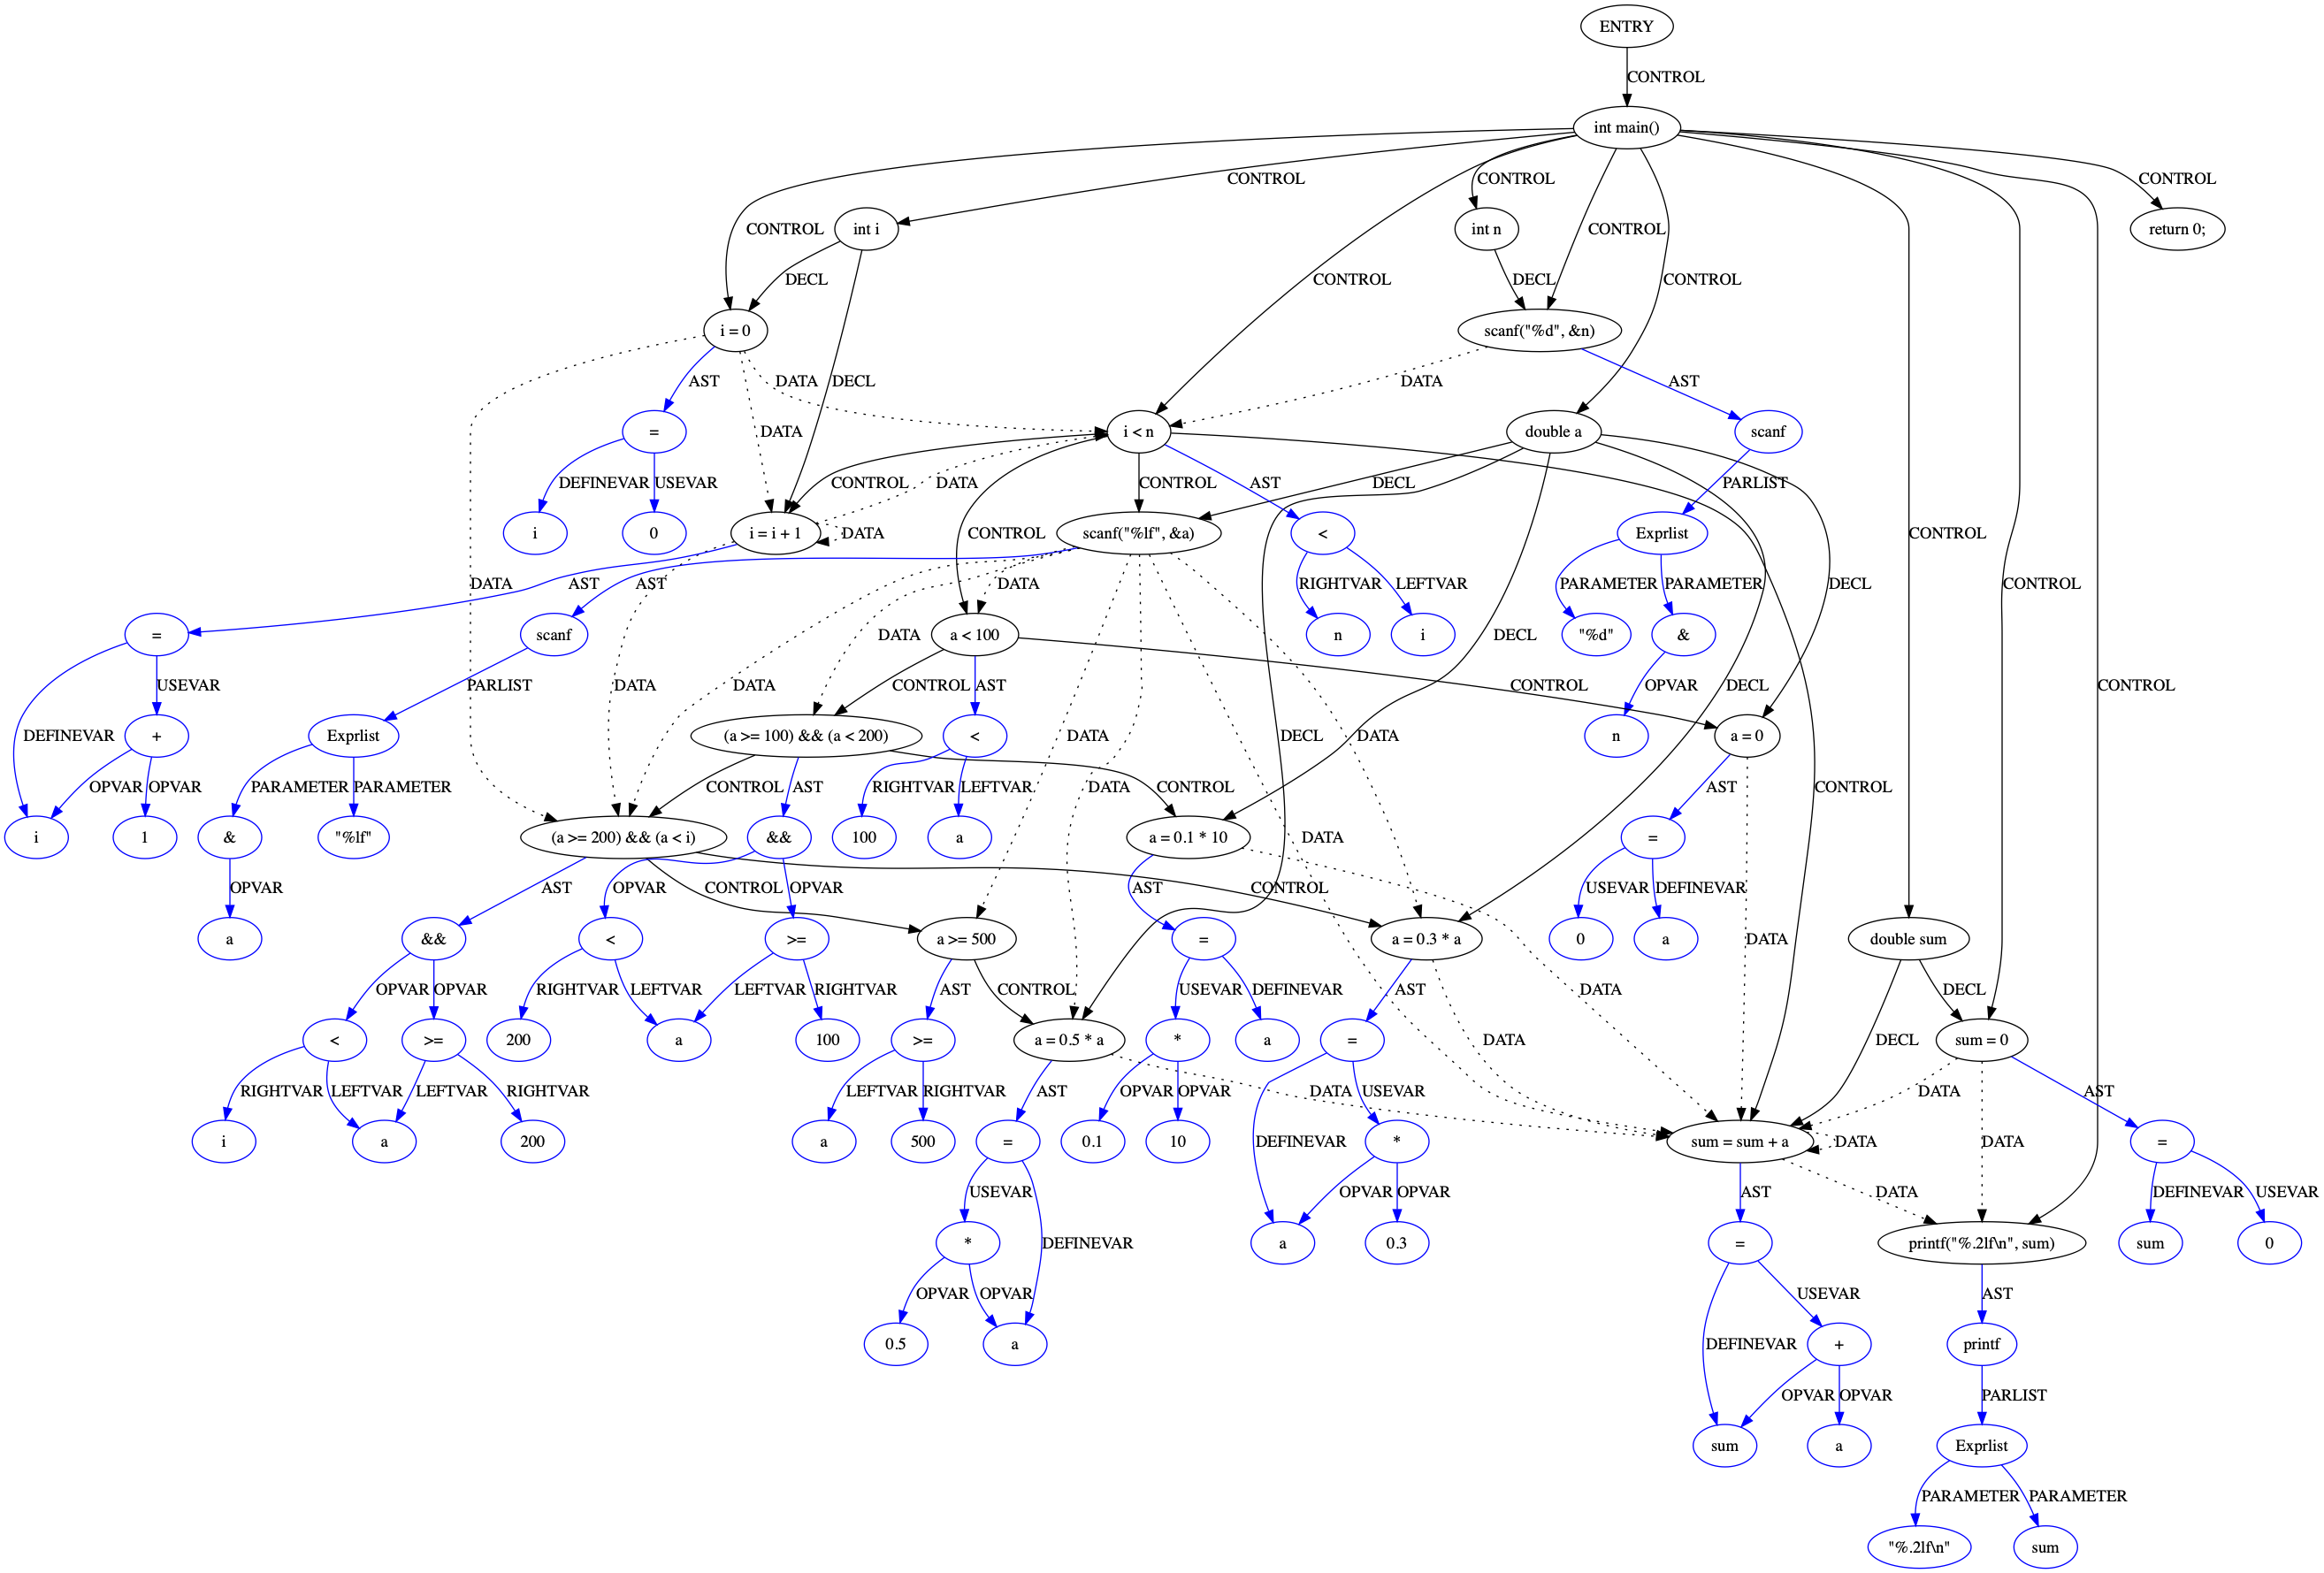 ENTRY
CONTROL
int main()
CONTROL CONTROL CONTROL
CONTROL int i int n CONTROL return 0;
DECL CONTROL DECL CONTROL
i = 0 scanf("%d", &n)
AST DATA DECL DATA AST
= DATA i < n double a scanf
DEFINEVAR USEVAR CONTROL DATA CONTROL AST DECL PARLIST
i 0 i = i + 1 DATA CONTROL scanf("%lf", &a) < Exprlist CONTROL CONTROL
DATA AST AST DATA RIGHTVAR LEFTVAR PARAMETER PARAMETER DECL
= scanf DATA a < 100 n i DECL "%d" &
USEVAR PARLIST DATA DATA CONTROL AST CONTROL DECL OPVAR CONTROL
DEFINEVAR + Exprlist (a >= 100) && (a < 200) < DATA DECL DATA n a = 0
OPVAR OPVAR PARAMETER PARAMETER CONTROL AST RIGHTVAR LEFTVAR DATA CONTROL AST CONTROL
i 1 & "%lf" (a >= 200) && (a < i) && 100 a a = 0.1 * 10 DATA =
OPVAR AST OPVAR CONTROL OPVAR AST CONTROL USEVAR DEFINEVAR
a && < >= a >= 500 = a = 0.3 * a 0 a DATA double sum
OPVAR OPVAR RIGHTVAR LEFTVAR LEFTVAR RIGHTVAR AST CONTROL USEVAR DEFINEVAR AST DATA DECL
< >= 200 a 100 >= a = 0.5 * a * a = DATA DECL sum = 0
RIGHTVAR LEFTVAR LEFTVAR RIGHTVAR LEFTVAR RIGHTVAR AST OPVAR OPVAR DATA USEVAR DATA AST
i a 200 a 500 = 0.1 10 DEFINEVAR * sum = sum + a DATA DATA =
USEVAR OPVAR OPVAR AST DATA DEFINEVAR USEVAR
* DEFINEVAR a 0.3 = printf("%.2lf\n", sum) sum 0
OPVAR OPVAR USEVAR AST
0.5 a DEFINEVAR + printf
OPVAR OPVAR PARLIST
sum a Exprlist
PARAMETER PARAMETER
"%.2lf\n" sum